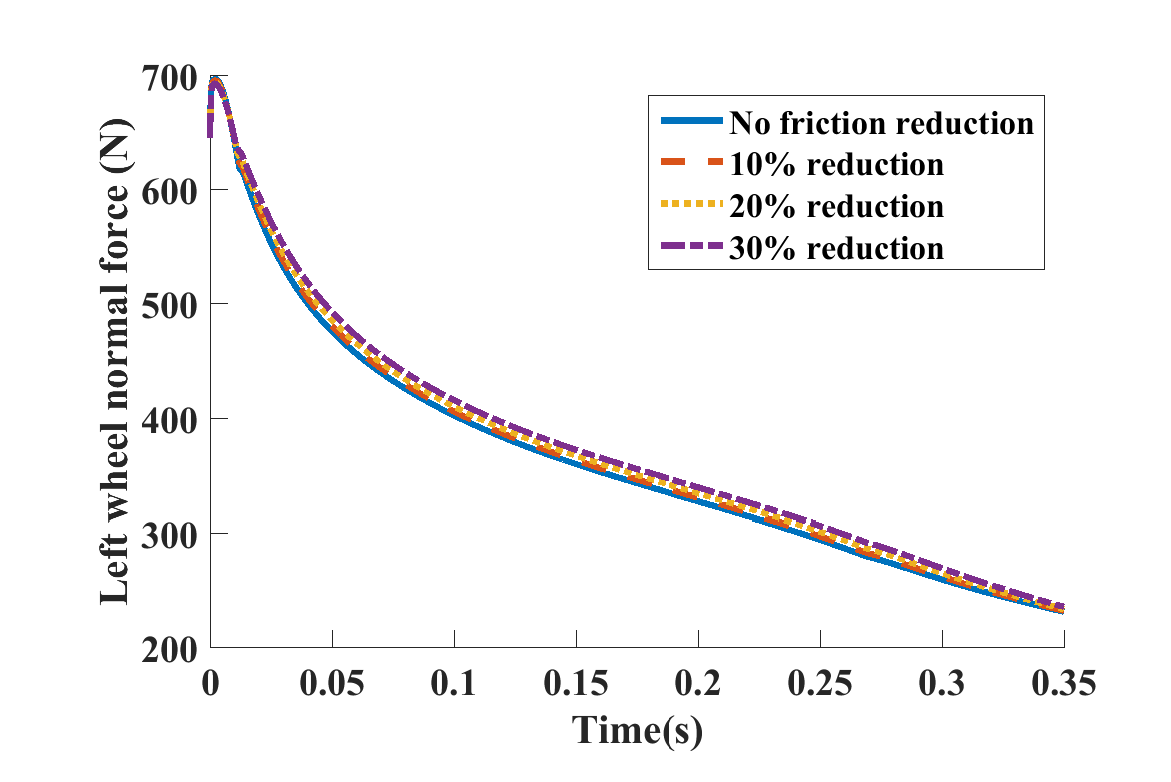 700
600
500
400
300
200
Left wheel normal force (N)
No friction reduction
10% reduction
20% reduction
30% reduction
0 0.05 0.1 0.15 0.2 0.25 0.3 0.35
Time(s)